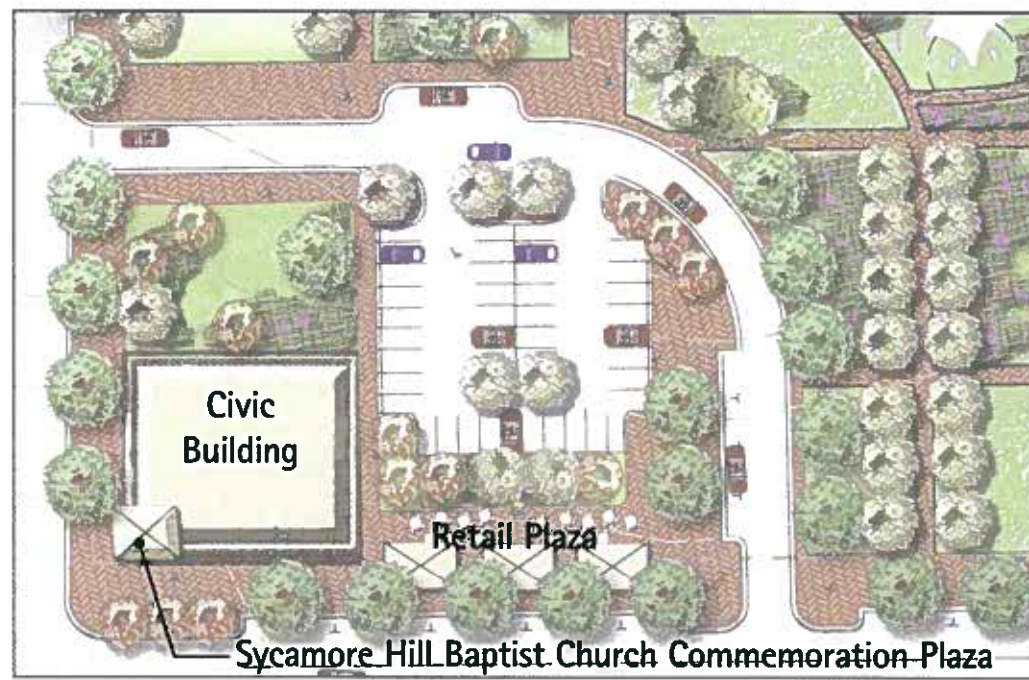 Civic
Building
Retail Plaza
Sycamore Hill Baptist Church Commemoration Plaza